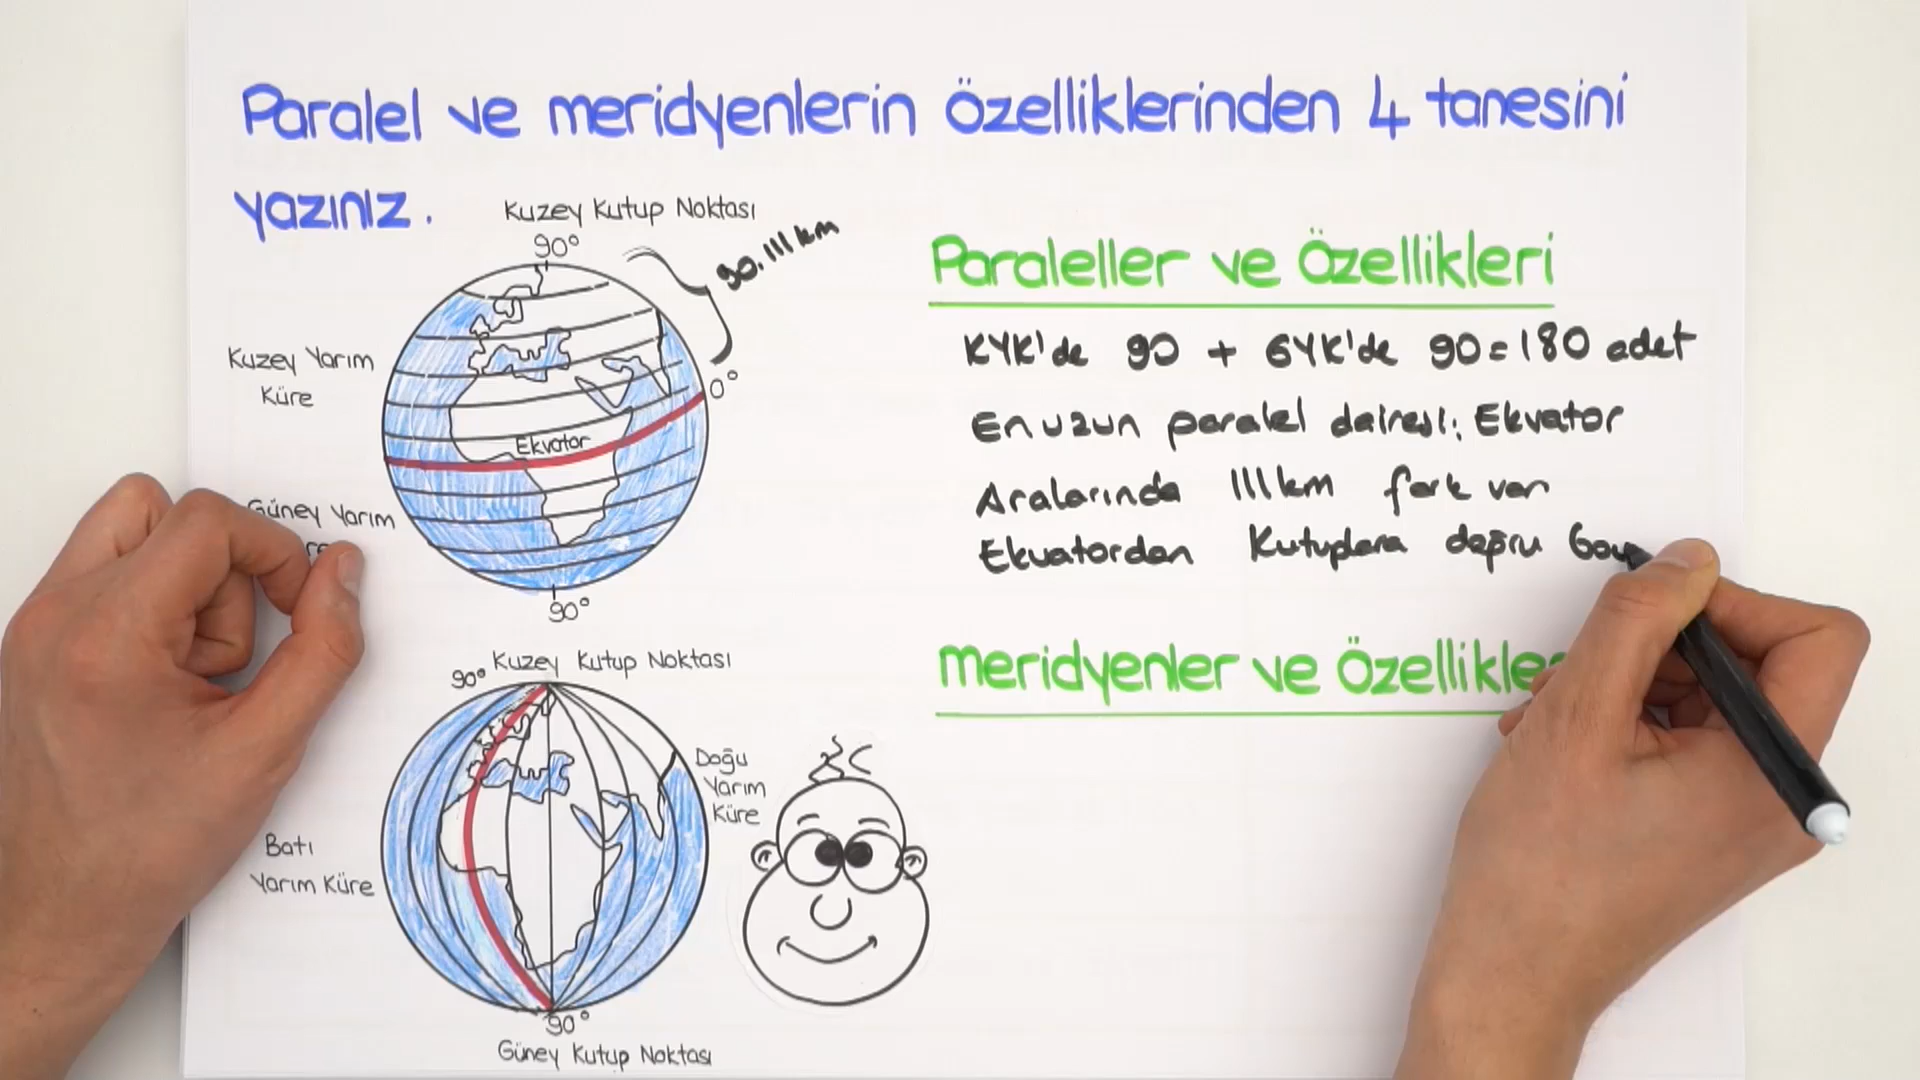 Paralel ve meridyenlerin özelliklerinden 4 tanesini
yazınız.
Kuzey Kutup Noktası
90°
90.111 km
Kuzey Yarım
Küre
0°
Ekvator
Güney Yarım
90°
Paraleller ve Özellikleri
KYK'de 90 + GYK'de 90 = 180 adet
En uzun paralel dairesi: Ekvator
Aralarında 111km fark var
Ekvatordan Kutuplara doğru boy
meridyenler ve Özellikle
90° Kuzey Kutup Noktası
Doğu
Yarım
Küre
Batı
Yarım Küre
90°
Güney Kutup Noktası